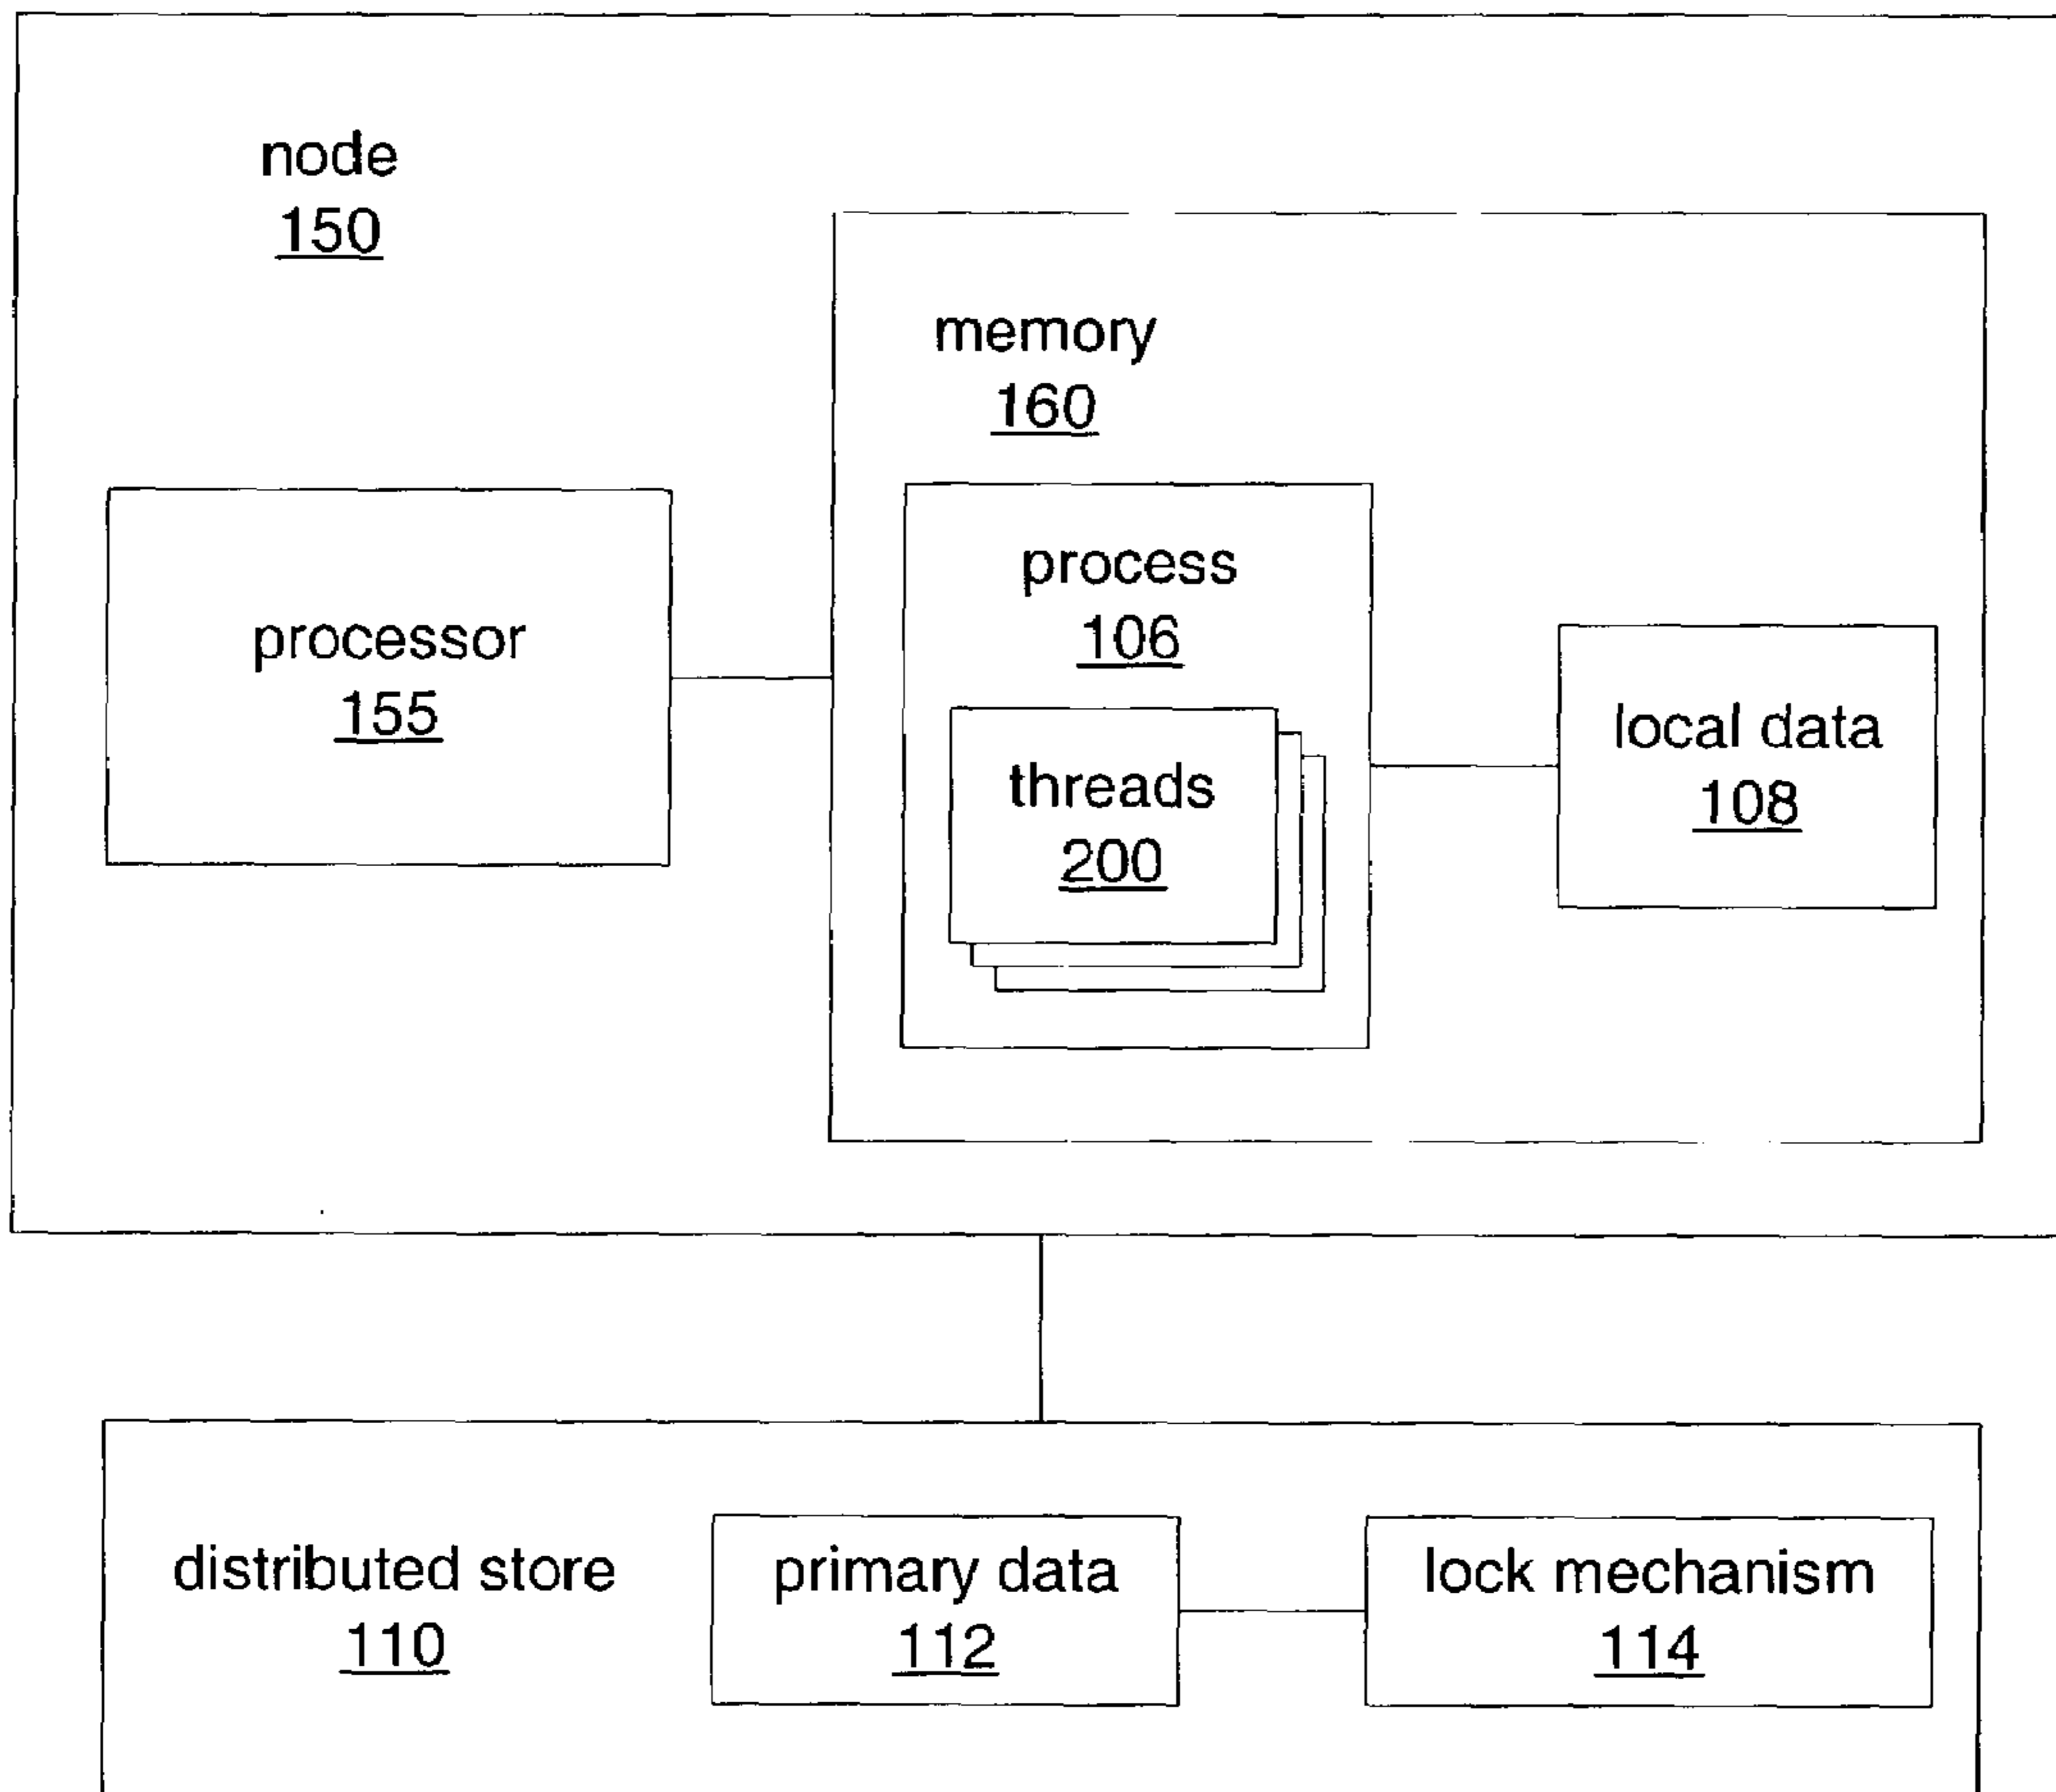 node
150
memory
160
process
106
processor
155
threads
200
local data
108
distributed store
110
primary data
112
lock mechanism
114